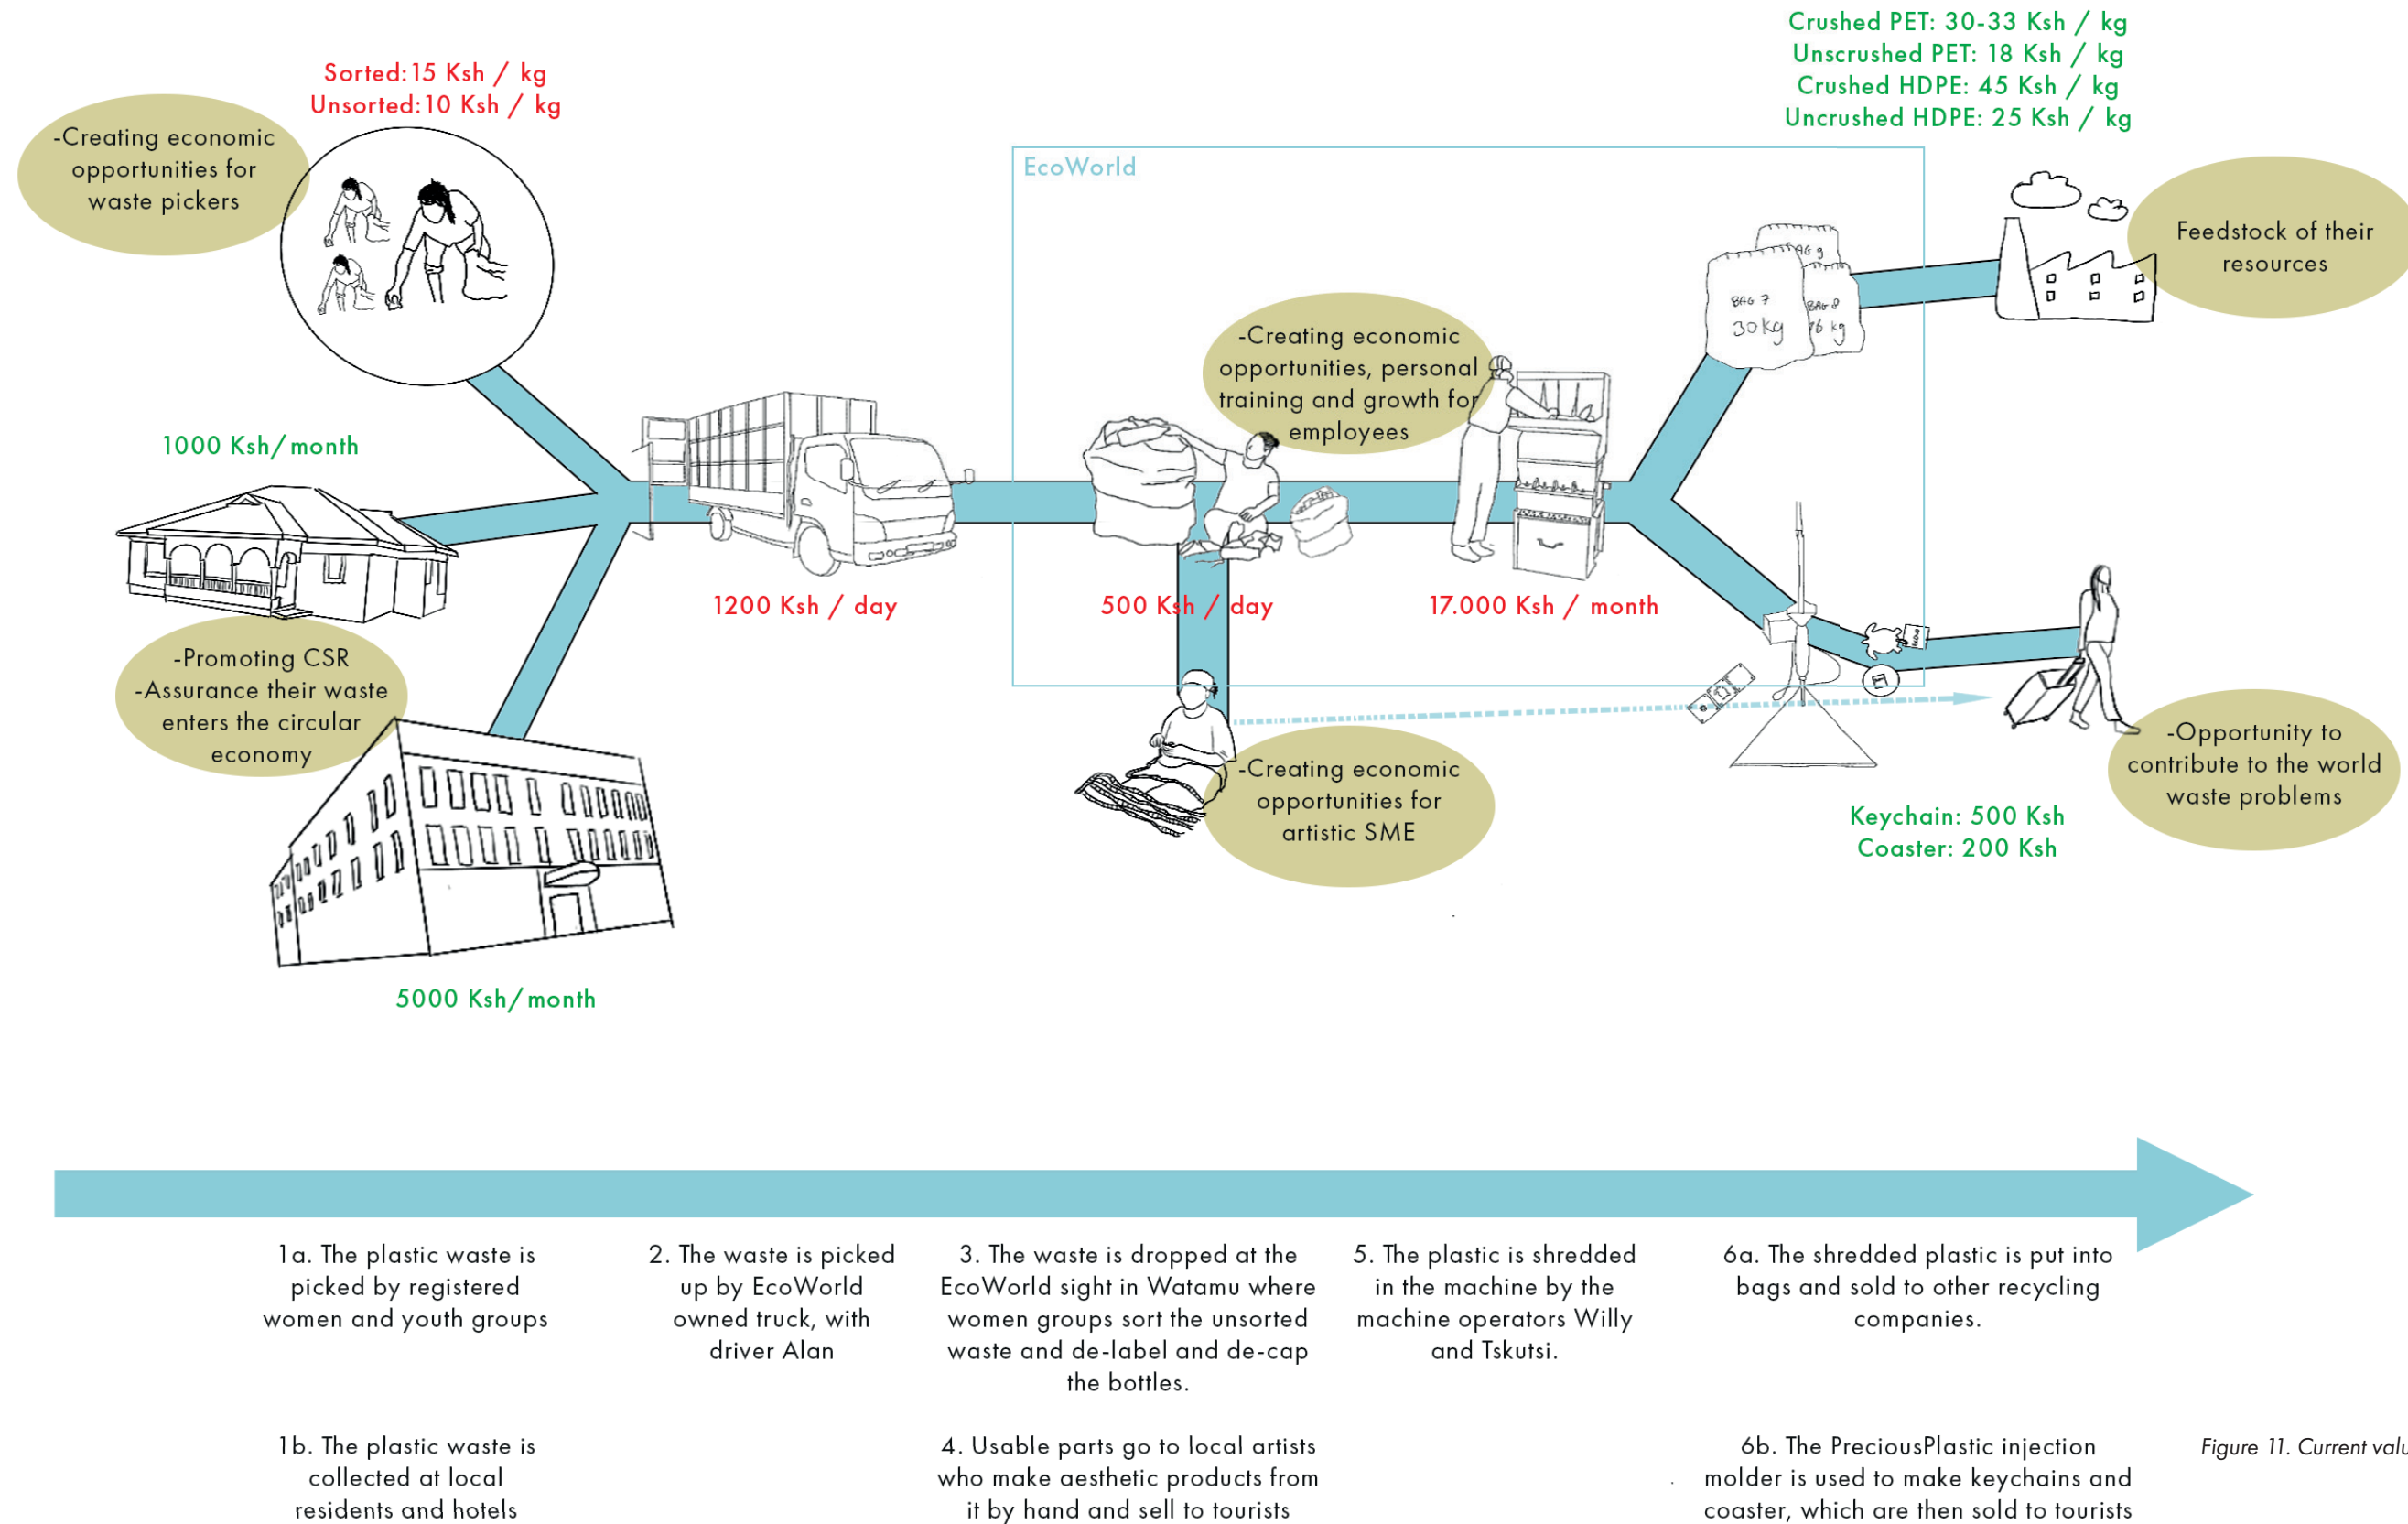 Crushed PET: 30-33 Ksh / kg
Unscrushed PET: 18 Ksh / kg
Crushed HDPE: 45 Ksh / kg
Uncrushed HDPE: 25 Ksh / kg
Sorted:15 Ksh / kg
Unsorted:10 Ksh / kg
-Creating economic
opportunities for
waste pickers
EcoWorld
Feedstock of their
resources
BAG 9
BAG 7
30 kg
BAG 8
16 kg
-Creating economic
opportunities, personal
training and growth for
employees
1000 Ksh/month
1200 Ksh / day
500 Ksh / day
17.000 Ksh / month
-Promoting CSR
-Assurance their waste
enters the circular
economy
-Creating economic
opportunities for
artistic SME
-Opportunity to
contribute to the world
waste problems
Keychain: 500 Ksh
Coaster: 200 Ksh
5000 Ksh/month
1a. The plastic waste is
picked by registered
women and youth groups
2. The waste is picked
up by EcoWorld
owned truck, with
driver Alan
3. The waste is dropped at the
EcoWorld sight in Watamu where
women groups sort the unsorted
waste and de-label and de-cap
the bottles.
5. The plastic is shredded
in the machine by the
machine operators Willy
and Tskutsi.
6a. The shredded plastic is put into
bags and sold to other recycling
companies.
1b. The plastic waste is
collected at local
residents and hotels
4. Usable parts go to local artists
who make aesthetic products from
it by hand and sell to tourists
6b. The PreciousPlastic injection
molder is used to make keychains and
coaster, which are then sold to tourists
Figure 11. Current valu